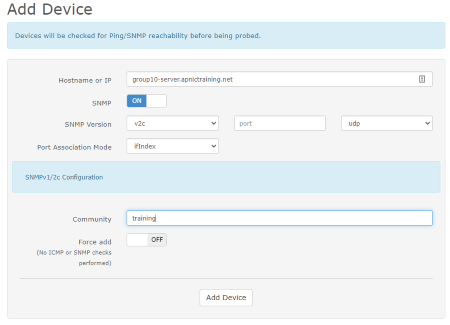 Add Device
Devices will be checked for Ping/SNMP reachability before being probed.
Hostname or IP group10-server.apnictraining.net
SNMP ON
SNMP Version v2c port udp
Port Association Mode ifIndex
SNMPv1/2c Configuration
Community training
Force add OFF
(No ICMP or SNMP checks
performed)
Add Device